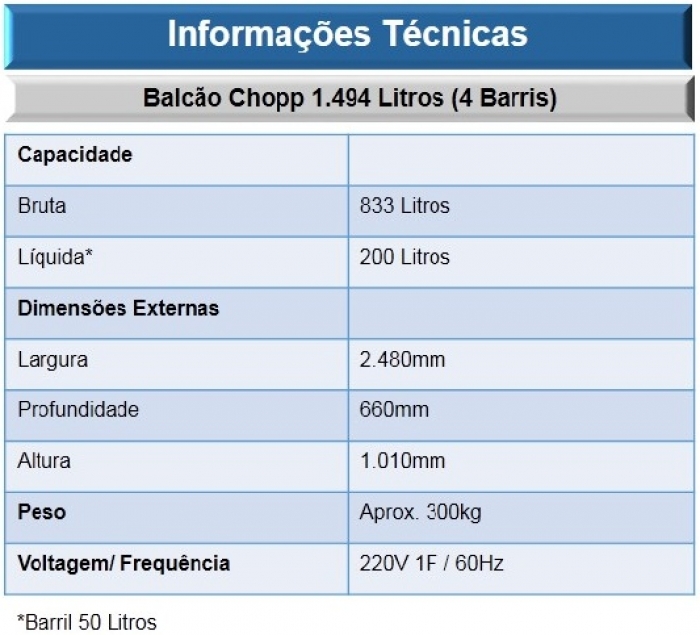 Informações Técnicas
Balcão Chopp 1.494 Litros (4 Barris)
Capacidade
Bruta 833 Litros
Líquida* 200 Litros
Dimensões Externas
Largura 2.480mm
Profundidade 660mm
Altura 1.010mm
Peso Aprox. 300kg
Voltagem/ Frequência 220V 1F / 60Hz
*Barril 50 Litros